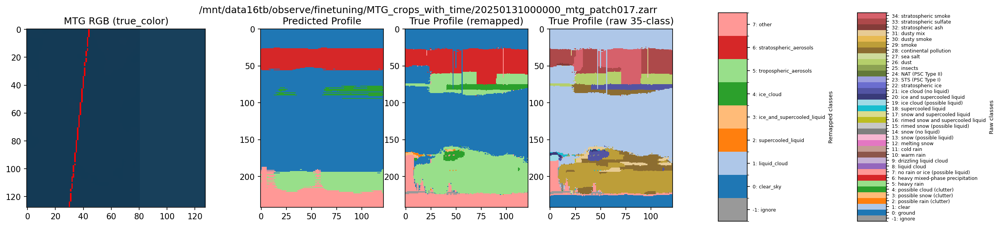 /mnt/data16tb/observe/finetuning/MTG_crops_with_time/20250131000000_mtg_patch017.zarr
MTG RGB (true_color)
0
20
40
60
80
100
120
0
20
40
60
80
100
120
Predicted Profile
0
50
100
150
200
0
25
50
75
100
True Profile (remapped)
0
50
100
150
200
0
25
50
75
100
True Profile (raw 35-class)
0
50
100
150
200
0
25
50
75
100
7: other
6: stratospheric_aerosols
5: tropospheric_aerosols
4: ice_cloud
3: ice_and_supercooled_liquid
2: supercooled_liquid
1: liquid_cloud
0: clear_sky
-1: ignore
Remapped classes
34: stratospheric smoke
33: stratospheric sulfate
32: stratospheric ash
31: dusty mix
30: dusty smoke
29: smoke
28: continental pollution
27: sea salt
26: dust
25: insects
24: NAT (PSC Type II)
23: STS (PSC Type I)
22: stratospheric ice
21: ice cloud (no liquid)
20: ice and supercooled liquid
19: ice cloud (possible liquid)
18: supercooled liquid
17: snow and supercooled liquid
16: rimed snow and supercooled liquid
15: rimed snow (possible liquid)
14: snow (no liquid)
13: snow (possible liquid)
12: melting snow
11: cold rain
10: warm rain
9: drizzling liquid cloud
8: liquid cloud
7: no rain or ice (possible liquid)
6: heavy mixed-phase precipitation
5: heavy rain
4: possible cloud (clutter)
3: possible snow (clutter)
2: possible rain (clutter)
1: clear
0: ground
-1: ignore
Raw classes